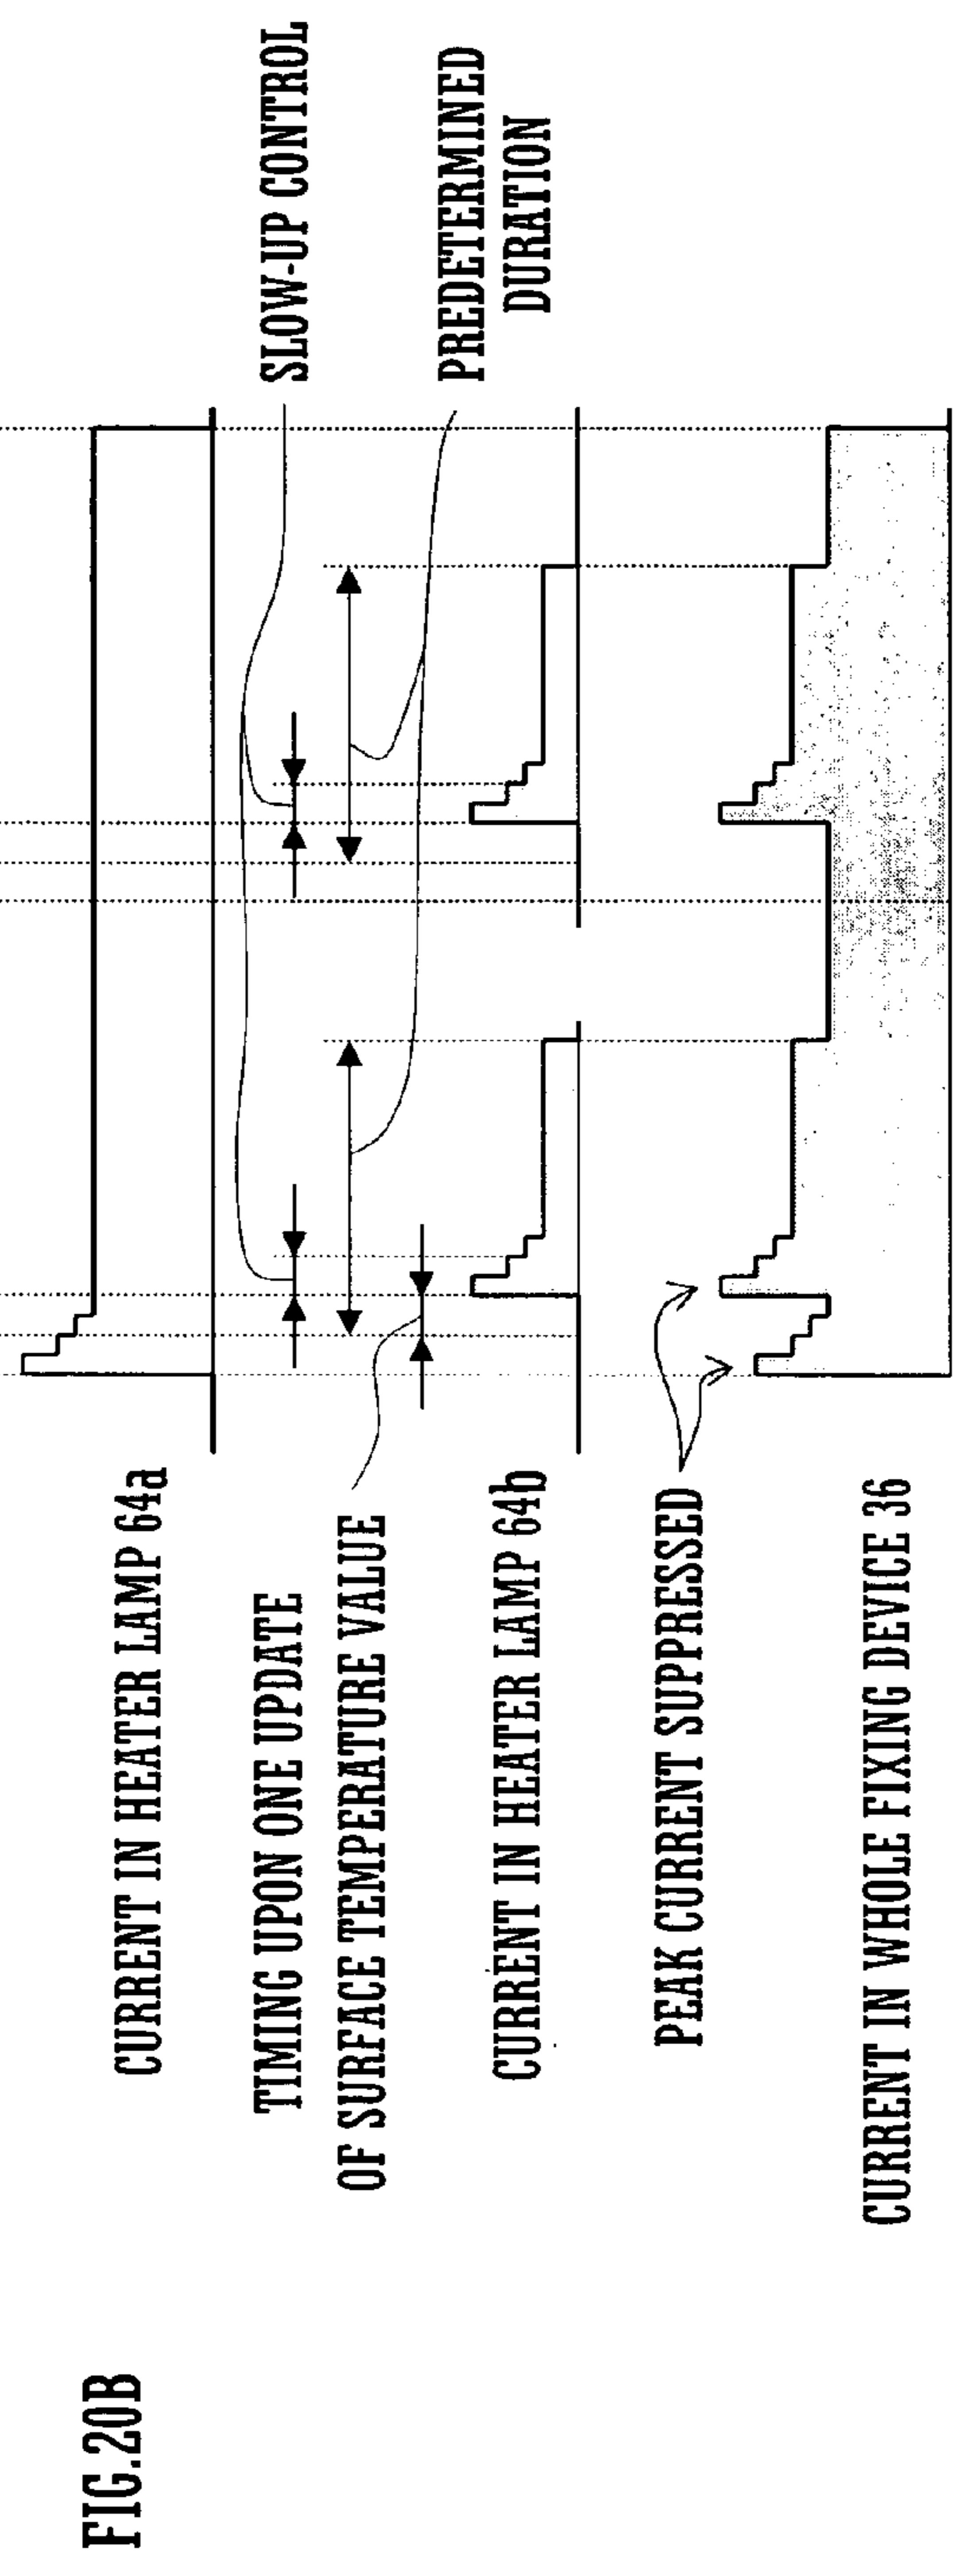 FIG.20B
CURRENT IN HEATER LAMP 64a
TIMING UPON ONE UPDATE
OF SURFACE TEMPERATURE VALUE
CURRENT IN HEATER LAMP 64b
PEAK CURRENT SUPPRESSED
CURRENT IN WHOLE FIXING DEVICE 36
SLOW-UP CONTROL
PREDETERMINED
DURATION